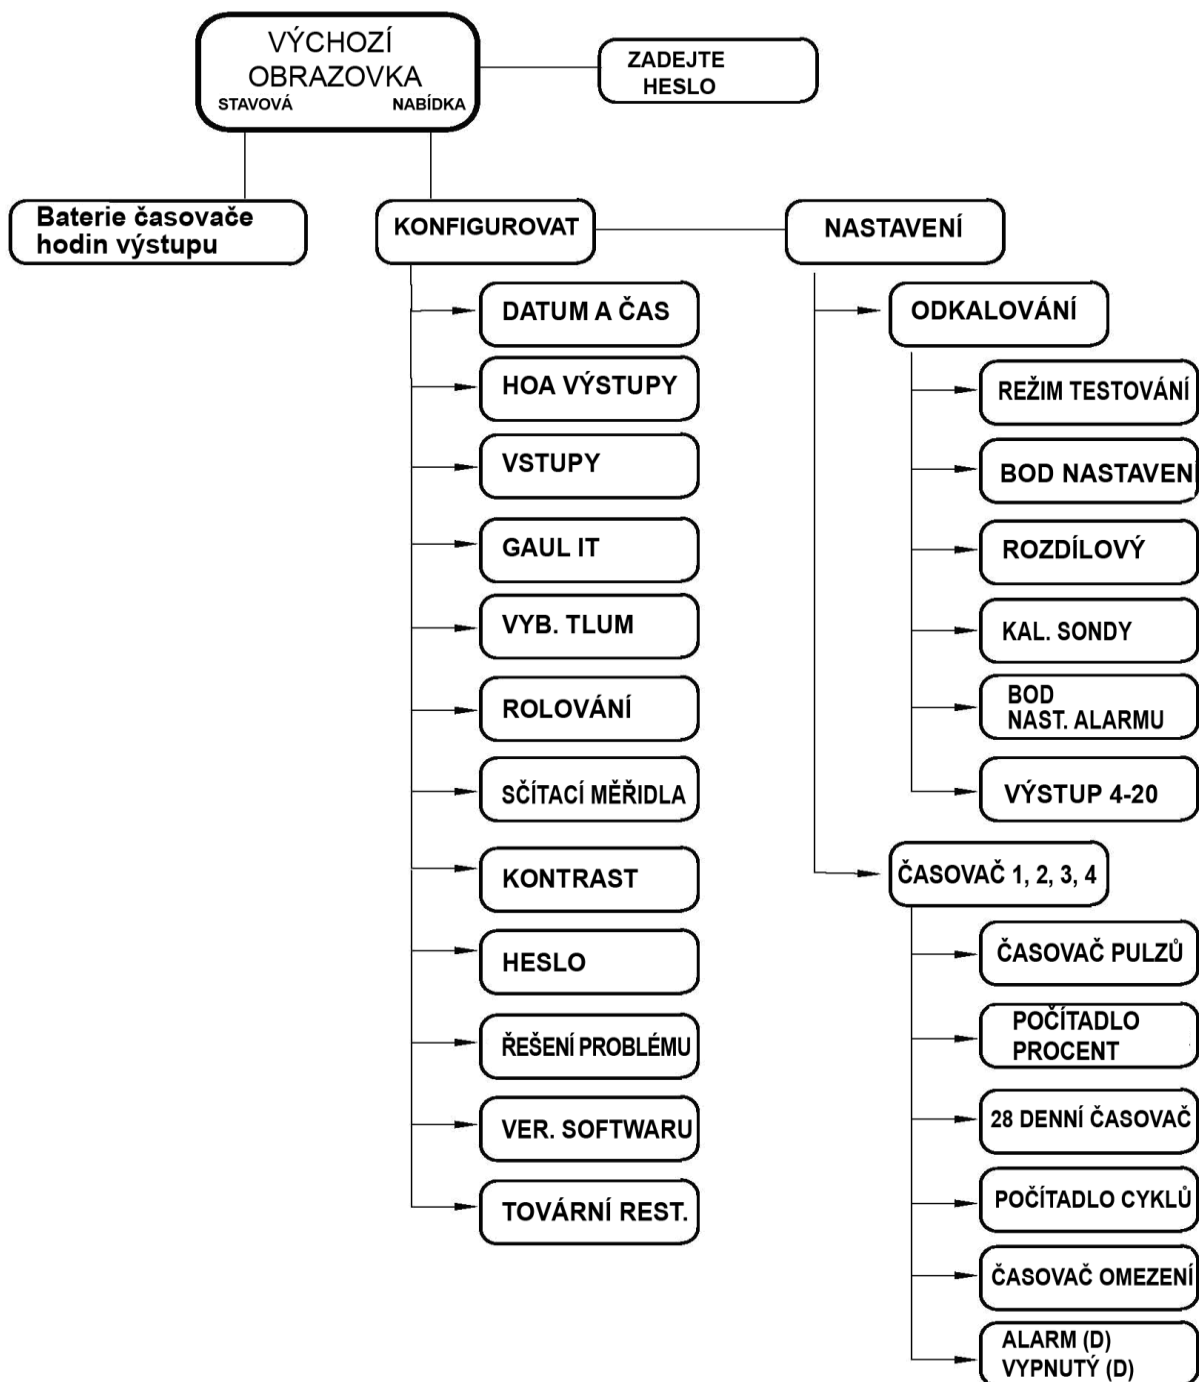 VÝCHOZÍ
OBRAZOVKA
STAVOVÁ NABÍDKA
ZADEJTE
HESLO
Baterie časovače
hodin výstupu
KONFIGUROVAT
NASTAVENÍ
DATUM A ČAS
HOA VÝSTUPY
VSTUPY
GAUL IT
VYB. TLUM
ROLOVÁNÍ
SČÍTACÍ MĚŘIDLA
KONTRAST
HESLO
ŘEŠENÍ PROBLÉMU
VER. SOFTWARU
TOVÁRNÍ REST.
ODKALOVÁNÍ
REŽIM TESTOVÁNÍ
BOD NASTAVENÍ
ROZDÍLOVÝ
KAL. SONDY
BOD
NAST. ALARMU
VÝSTUP 4-20
ČASOVAČ 1, 2, 3, 4
ČASOVAČ PULZŮ
POČÍTADLO
PROCENT
28 DENNÍ ČASOVAČ
POČÍTADLO CYKLŮ
ČASOVAČ OMEZENÍ
ALARM (D)
VYPNUTÝ (D)